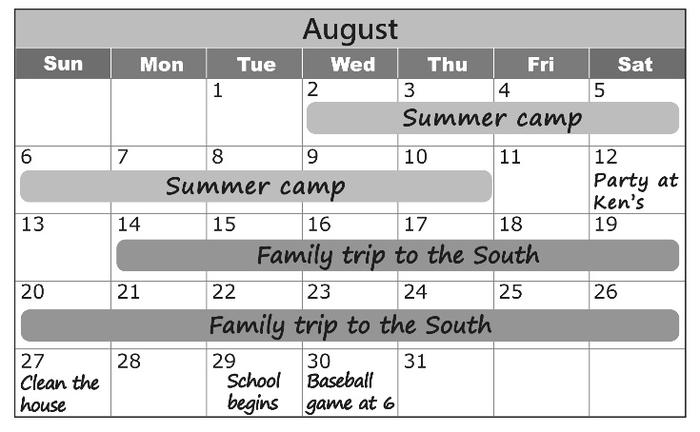 August
Sun Mon Tue Wed Thu Fri Sat
1 2 3 4 5
Summer camp
6 7 8 9 10 11 12
Summer camp
Party at
Ken's
13 14 15 16 17 18 19
Family trip to the South
20 21 22 23 24 25 26
Family trip to the South
27 28 29 30 31
Clean the
house
School
begins
Baseball
game at 6